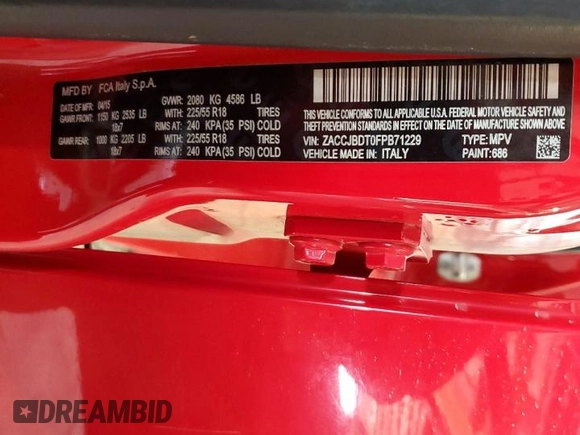 MFD BY FCA Italy S.p.A.
DATE OF MFD 04/15 GVWR: 2080 KG 4586 LB
GAWR FRONT: 1150 KG 2535 LB WITH: 225/55 R18 TIRES
18x7 RIMS AT: 240 KPA (35 PSI) COLD
GAWR REAR: 1000 KG 2205 LB WITH: 225/55 R18 TIRES
18x7 RIMS AT: 240 KPA (35 PSI) COLD
THIS VEHICLE CONFORMS TO ALL APPLICABLE U.S.A. FEDERAL MOTOR VEHICLE SAFETY AND
THEFT PREVENTION STANDARDS IN EFFECT ON THE DATE OF MANUFACTURE SHOWN ABOVE.
VIN: ZACCJBDT0FPB71229 TYPE: MPV
VEHICLE MADE IN: ITALY PAINT: 686
DREAMBID